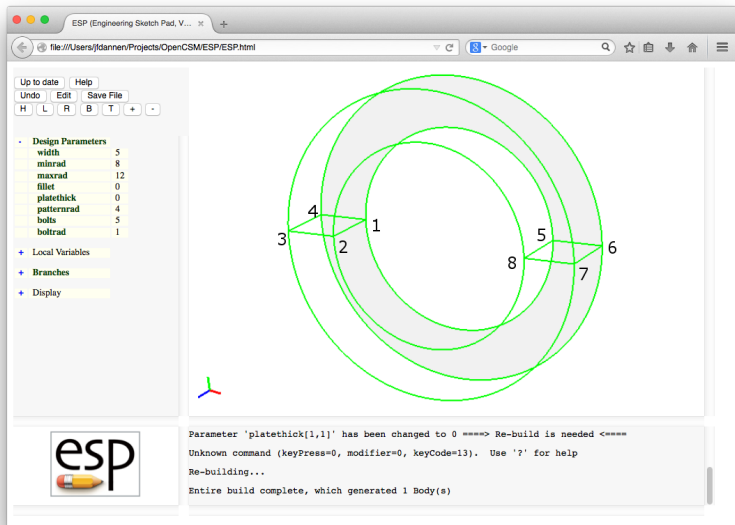 ESP (Engineering Sketch Pad, V...
file:///Users/jfdannen/Projects/OpenCSM/ESP/ESP.html
Google
Up to date Help
Undo Edit Save File
H L R B T + -
- Design Parameters
width 5
minrad 8
maxrad 12
fillet 0
platethick 0
patternrad 4
bolts 5
boltrad 1
+ Local Variables
+ Branches
+ Display
4
3
2
1
5
6
8
7
esp
Parameter 'platethick[1,1]' has been changed to 0 ====> Re-build is needed <====
Unknown command (keyPress=0, modifier=0, keyCode=13). Use '?' for help
Re-building...
Entire build complete, which generated 1 Body(s)